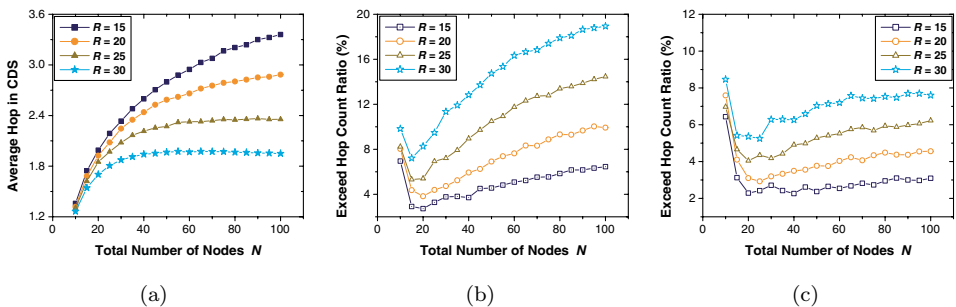 3.6
3.0
2.4
1.8
1.2
Average Hop in CDS
R = 15
R = 20
R = 25
R = 30
0 20 40 60 80 100
Total Number of Nodes N
(a)
20
16
12
8
4
Exceed Hop Count Ratio (%)
R = 15
R = 20
R = 25
R = 30
0 20 40 60 80 100
Total Number of Nodes N
(b)
12
10
8
6
4
2
Exceed Hop Count Ratio (%)
R = 15
R = 20
R = 25
R = 30
0 20 40 60 80 100
Total Number of Nodes N
(c)